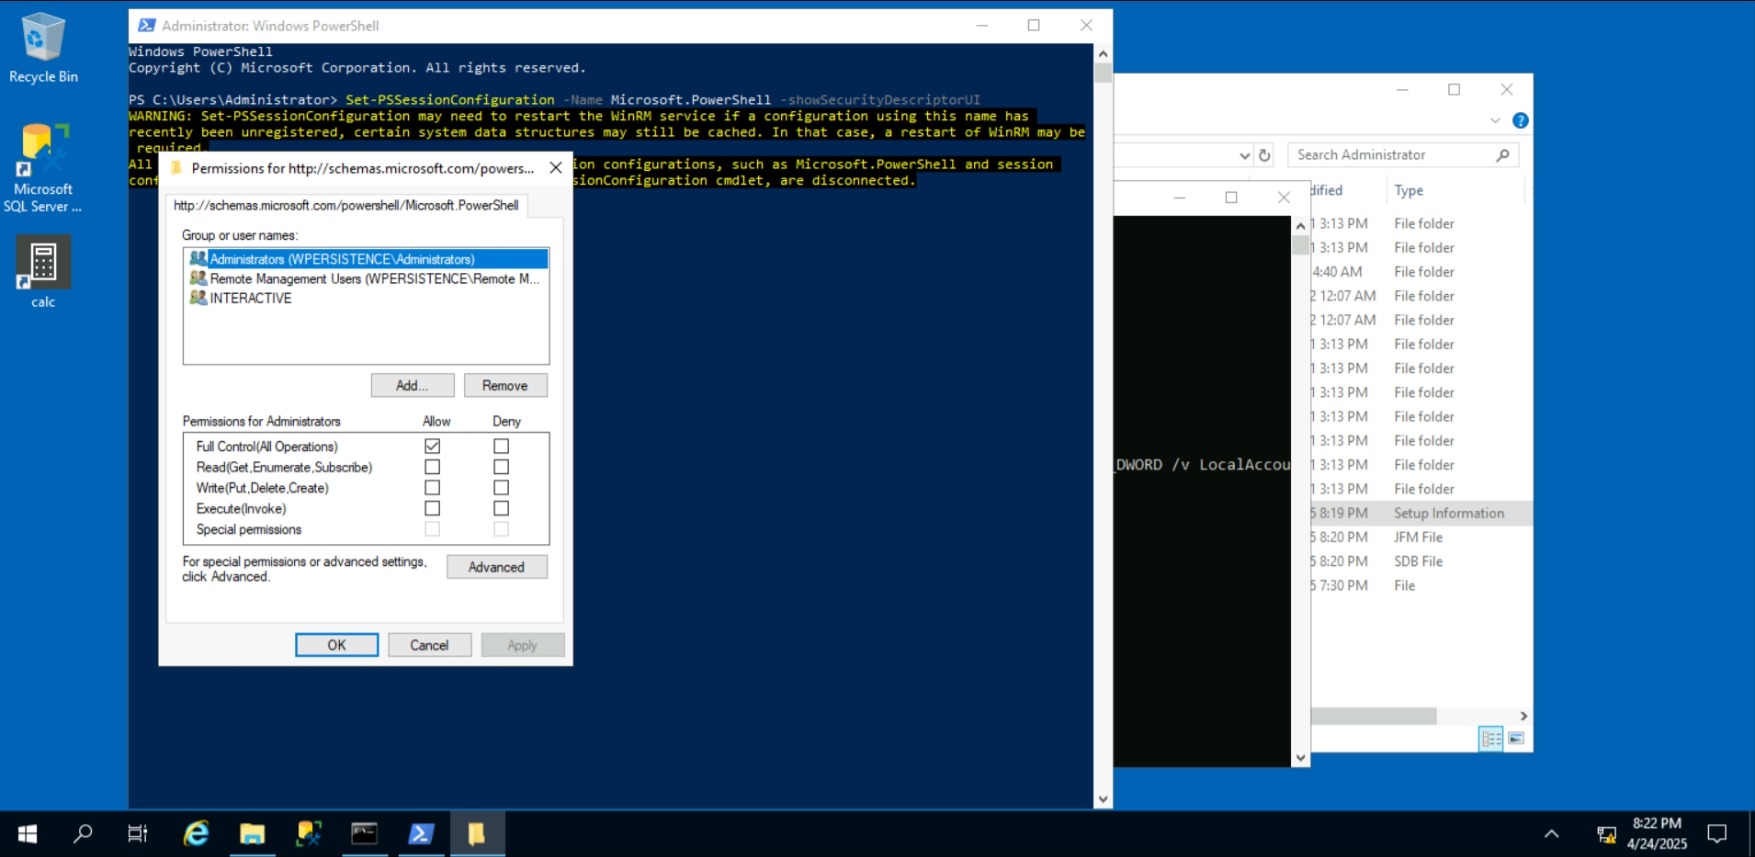 Recycle Bin
Microsoft
SQL Server ...
calc
Administrator: Windows PowerShell
Windows PowerShell
Copyright (C) Microsoft Corporation. All rights reserved.
PS C:\Users\Administrator> Set-PSSessionConfiguration -Name Microsoft.PowerShell -showSecurityDescriptorUI
WARNING: Set-PSSessionConfiguration may need to restart the WinRM service if a configuration using this name has
recently been unregistered, certain system data structures may still be cached. In that case, a restart of WinRM may be
required.
All
ion configurations, such as Microsoft.PowerShell and session
conf
sionConfiguration cmdlet, are disconnected.
Permissions for http://schemas.microsoft.com/powers...
http://schemas.microsoft.com/powershell/Microsoft.PowerShell
Group or user names:
Administrators (WPERSISTENCE\Administrators)
Remote Management Users (WPERSISTENCE\Remote M...
INTERACTIVE
Add...
Remove
Permissions for Administrators Allow Deny
Full Control(All Operations)
Read(Get,Enumerate,Subscribe)
Write(Put,Delete,Create)
Execute(Invoke)
Special permissions
For special permissions or advanced settings,
click Advanced.
Advanced
OK
Cancel
Apply
_DWORD /v LocalAccou
Search Administrator
dified Type
1 3:13 PM File folder
1 3:13 PM File folder
4:40 AM File folder
2 12:07 AM File folder
2 12:07 AM File folder
1 3:13 PM File folder
1 3:13 PM File folder
1 3:13 PM File folder
1 3:13 PM File folder
1 3:13 PM File folder
1 3:13 PM File folder
1 3:13 PM File folder
5 8:19 PM Setup Information
5 8:20 PM JFM File
5 8:20 PM SDB File
5 7:30 PM File
8:22 PM
4/24/2025